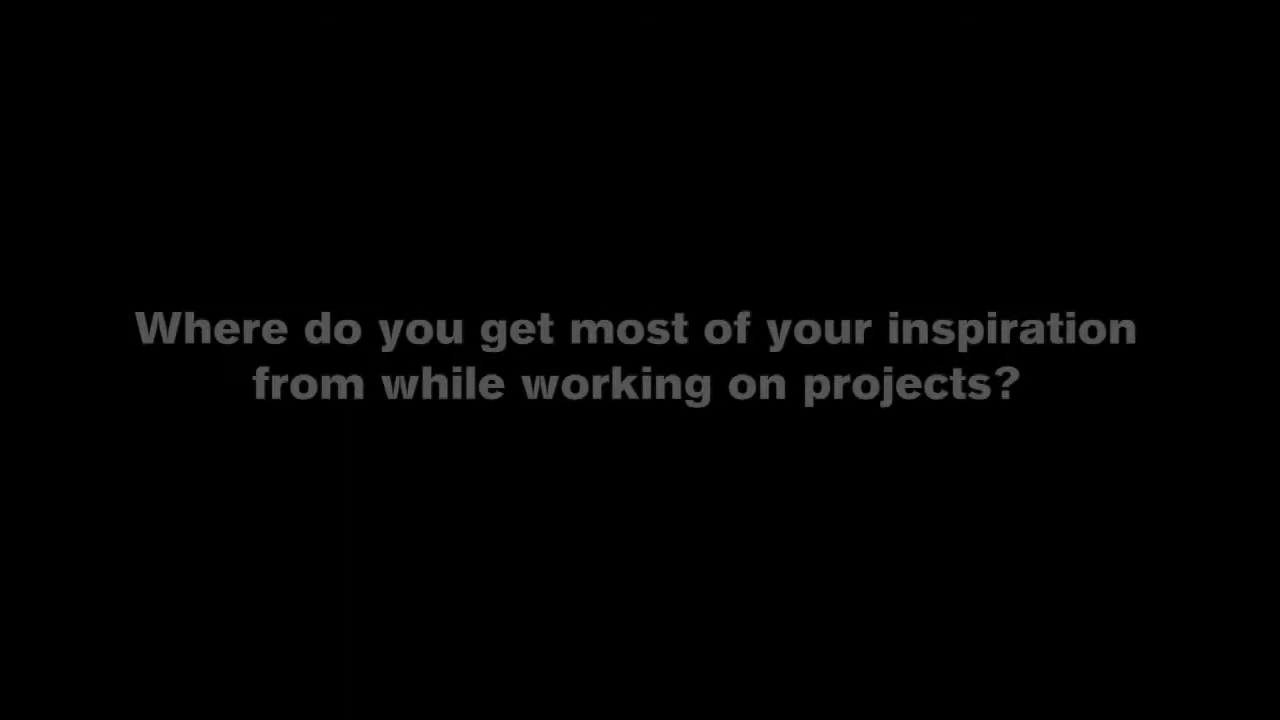 Where do you get most of your inspiration
from while working on projects?